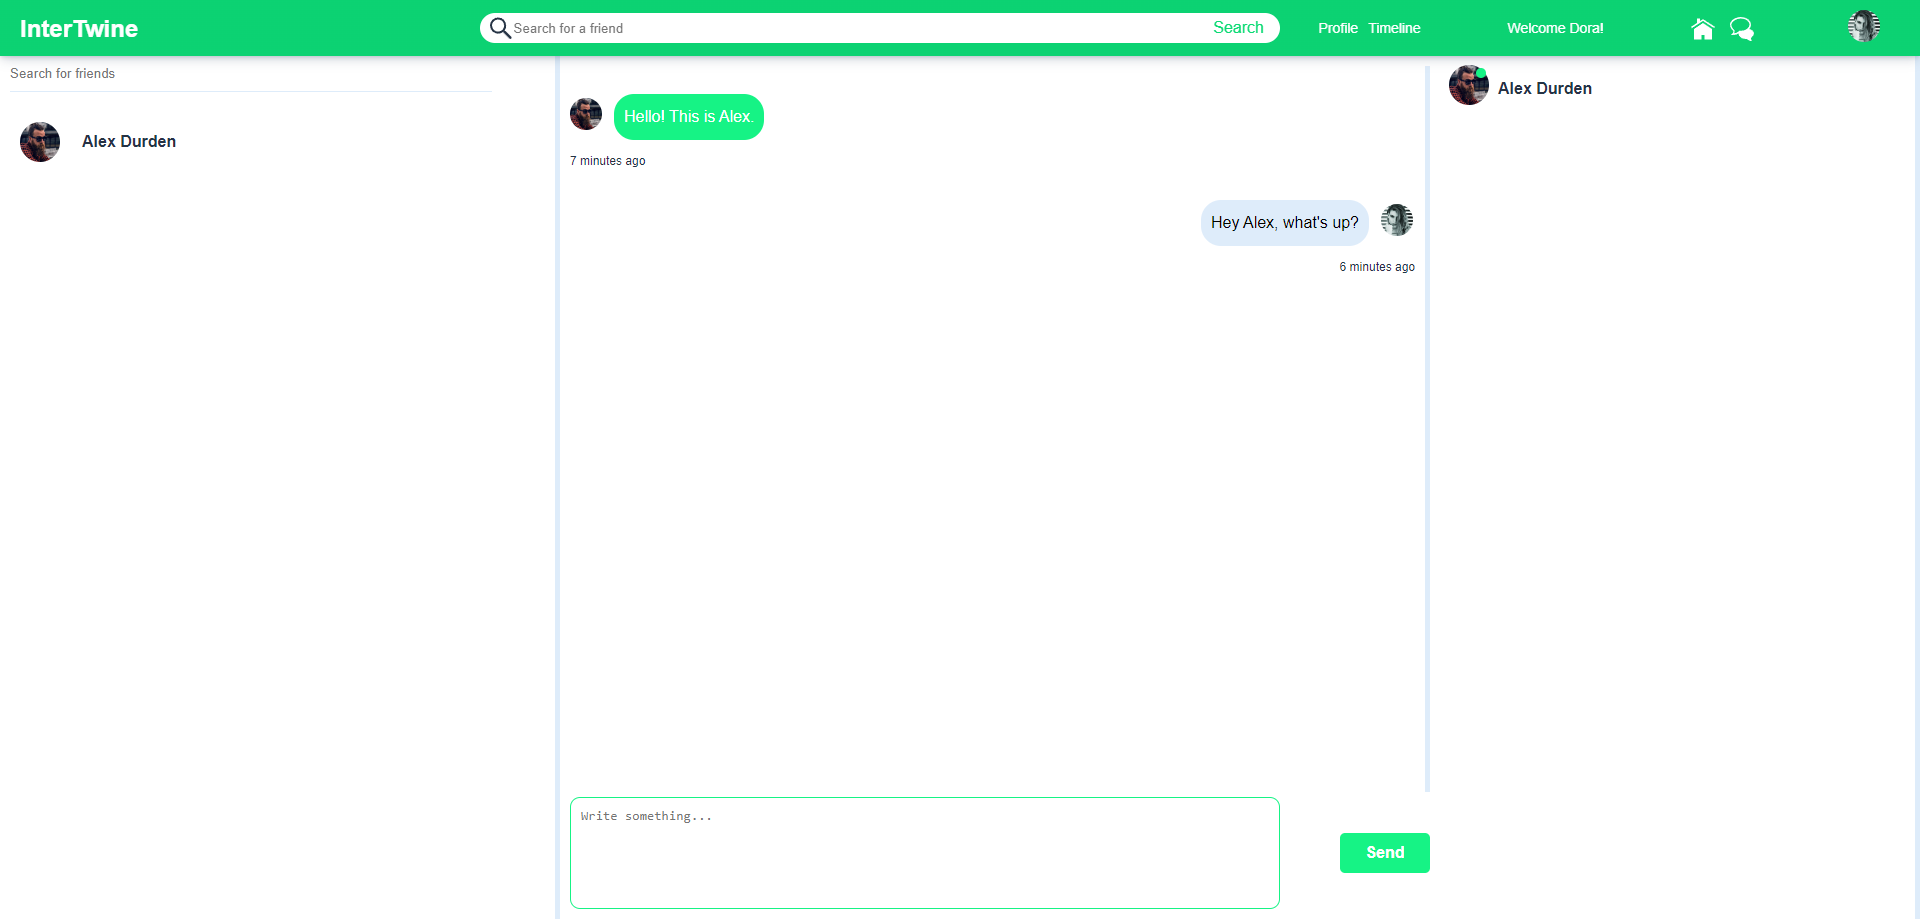 InterTwine
Search for a friend
Search
Profile Timeline
Welcome Dora!
Search for friends
Alex Durden
Hello! This is Alex.
7 minutes ago
Hey Alex, what's up?
6 minutes ago
Write something...
Send
Alex Durden